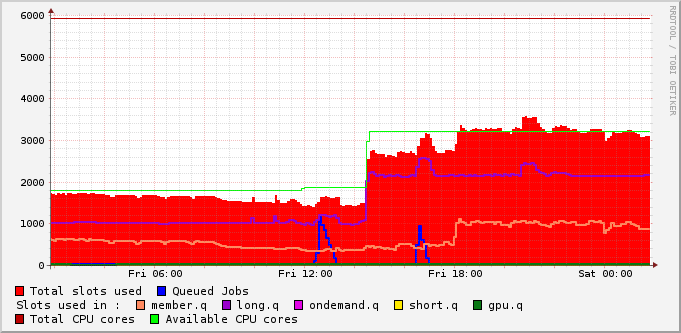 RRDTOOL / TOBI OETIKER
6000
5000
4000
3000
2000
1000
0
Fri 06:00 Fri 12:00 Fri 18:00 Sat 00:00
Total slots used Queued Jobs
Slots used in : member.q long.q ondemand.q short.q gpu.q
Total CPU cores Available CPU cores